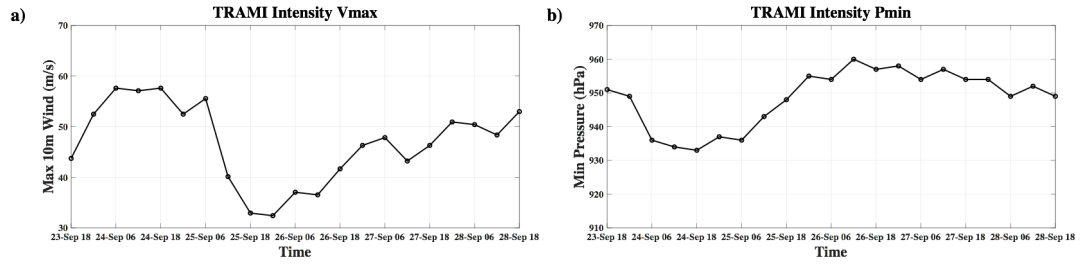 a)
TRAMI Intensity Vmax
70
60
50
40
30
Max 10m Wind (m/s)
23-Sep 18 24-Sep 06 24-Sep 18 25-Sep 06 25-Sep 18 26-Sep 06 26-Sep 18 27-Sep 06 27-Sep 18 28-Sep 06 28-Sep 18
Time
b)
TRAMI Intensity Pmin
970
960
950
940
930
920
910
Min Pressure (hPa)
23-Sep 18 24-Sep 06 24-Sep 18 25-Sep 06 25-Sep 18 26-Sep 06 26-Sep 18 27-Sep 06 27-Sep 18 28-Sep 06 28-Sep 18
Time